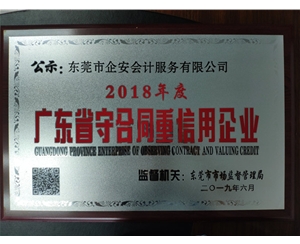 公示：东莞市企安会计服务有限公司
2018年度
广东省守合同重信用企业
GUANGDONG PROVINCE ENTERPRISE OF OBSERVING CONTRACT AND VALUING CREDIT
监督机关：东莞市市场监督管理局
二〇一九年六月